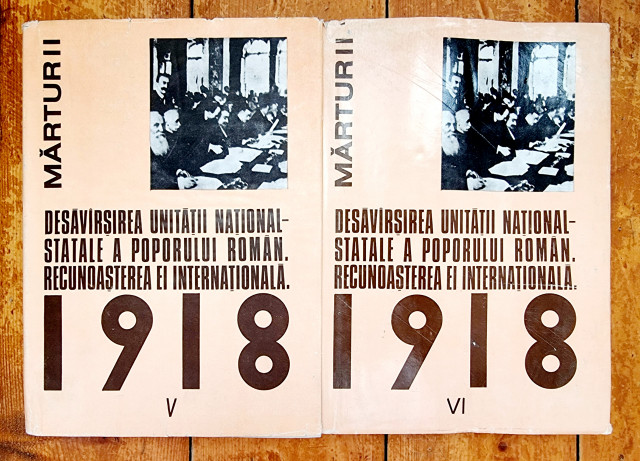 MĂRTURII
DESĂVÎRȘIREA UNITĂȚII NAȚIONAL-
STATALE A POPORULUI ROMÂN.
RECUNOAȘTEREA EI INTERNAȚIONALĂ.
1918
V
MĂRTURII
DESĂVÎRȘIREA UNITĂȚII NAȚIONAL-
STATALE A POPORULUI ROMÂN.
RECUNOAȘTEREA EI INTERNAȚIONALĂ.
1918
VI